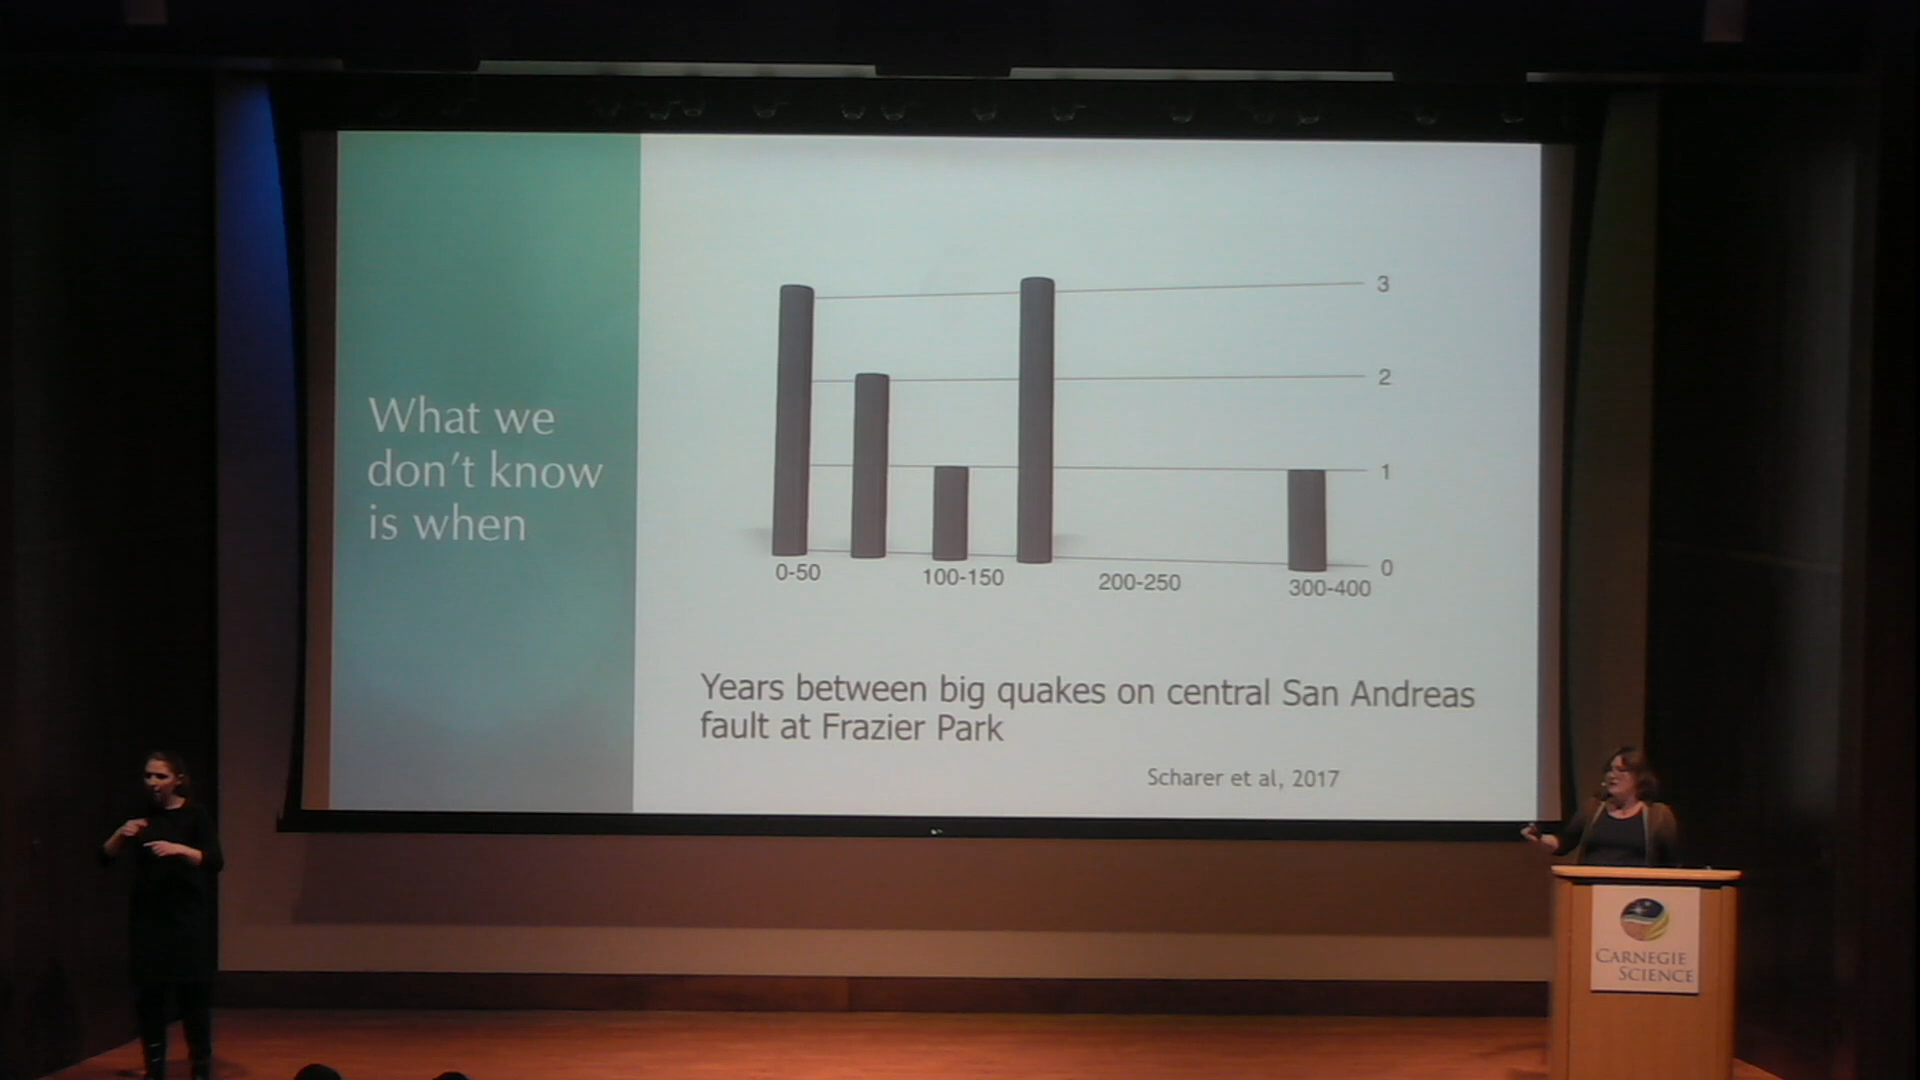 What we
don't know
is when
3
2
1
0
0-50
100-150
200-250
300-400
Years between big quakes on central San Andreas
fault at Frazier Park
Scharer et al, 2017
CARNEGIE
SCIENCE